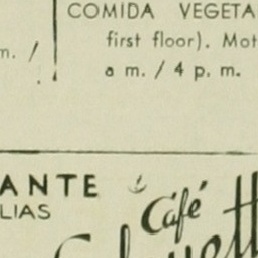 COMIDA VEGETA
first floor). Mot
m. /
a m. / 4 p. m.
ANTE
LIAS
Café